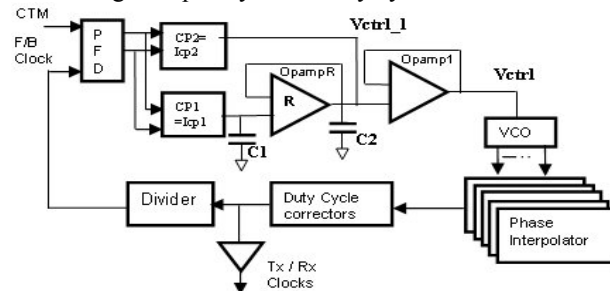 CTM
F/B
Clock
P
F
D
CP2=
Icp2
CP1
=Icp1
C1
OpampR
R
C2
Vctrl_1
Opamp1
Vctrl
VCO
Phase
Interpolator
Duty Cycle
correctors
Divider
Tx / Rx
Clocks